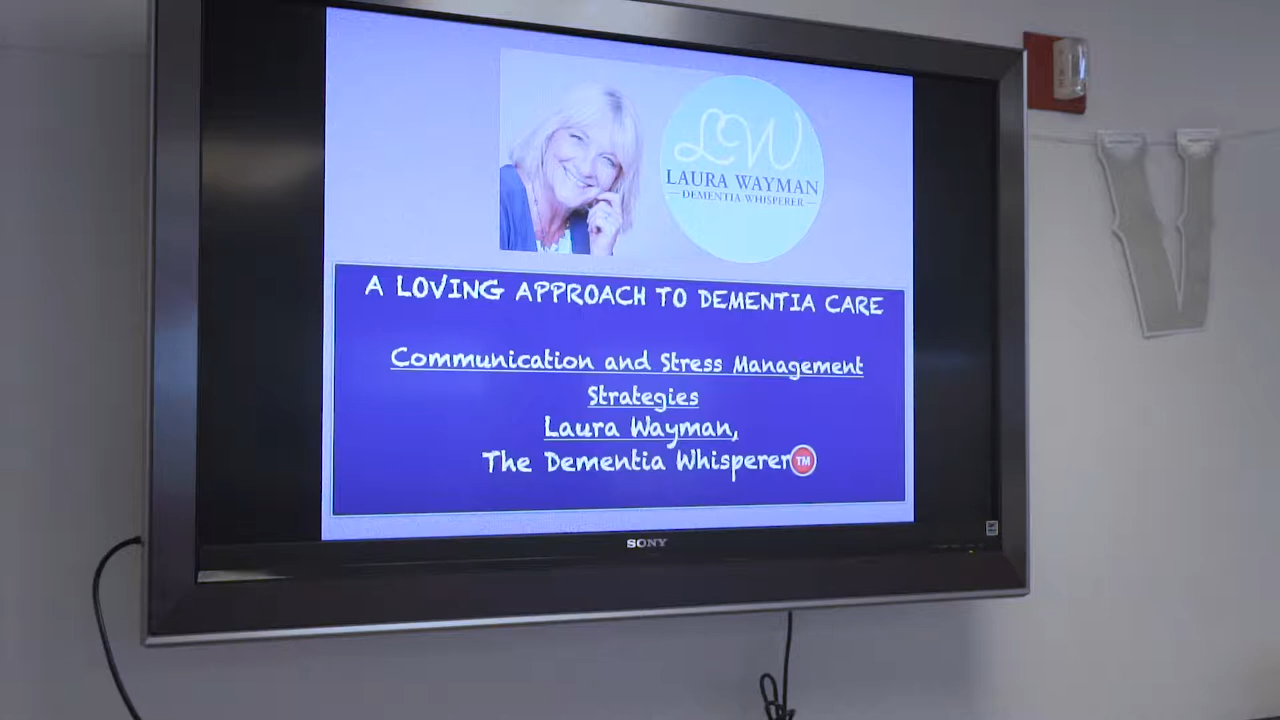 LW
LAURA WAYMAN
DEMENTIA WHISPERER
A LOVING APPROACH TO DEMENTIA CARE
Communication and Stress Management
Strategies
Laura Wayman,
The Dementia Whisperer TM
SONY
V